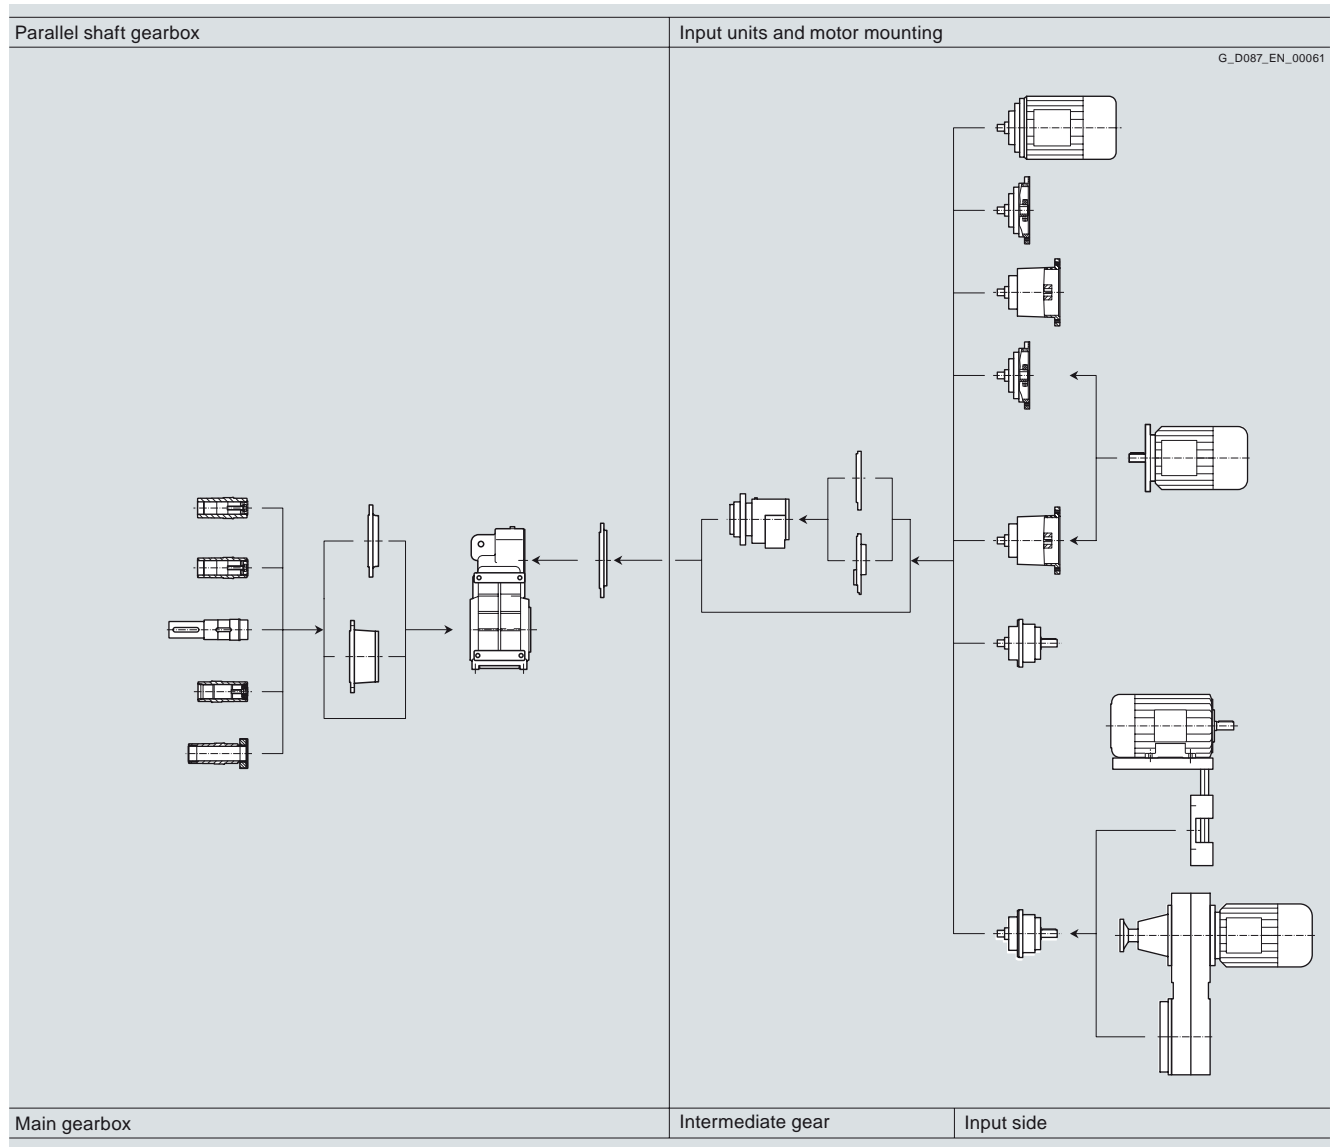 Parallel shaft gearbox
Input units and motor mounting
G_D087_EN_00061
Main gearbox
Intermediate gear
Input side